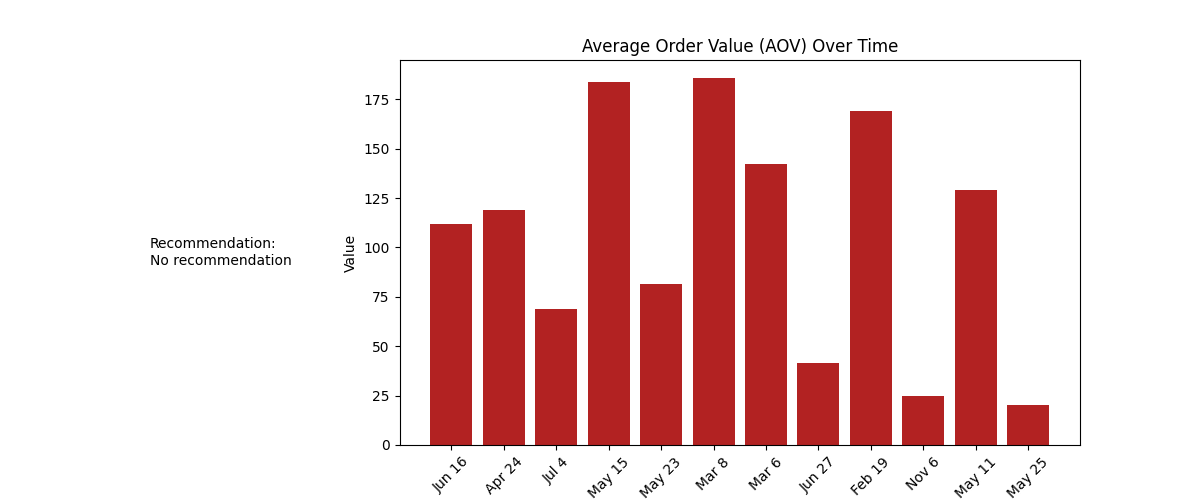 Average Order Value (AOV) Over Time
Recommendation:
No recommendation
Value
175
150
125
100
75
50
25
0
Jun 16
Apr 24
Jul 4
May 15
May 23
Mar 8
Mar 6
Jun 27
Feb 19
Nov 6
May 11
May 25